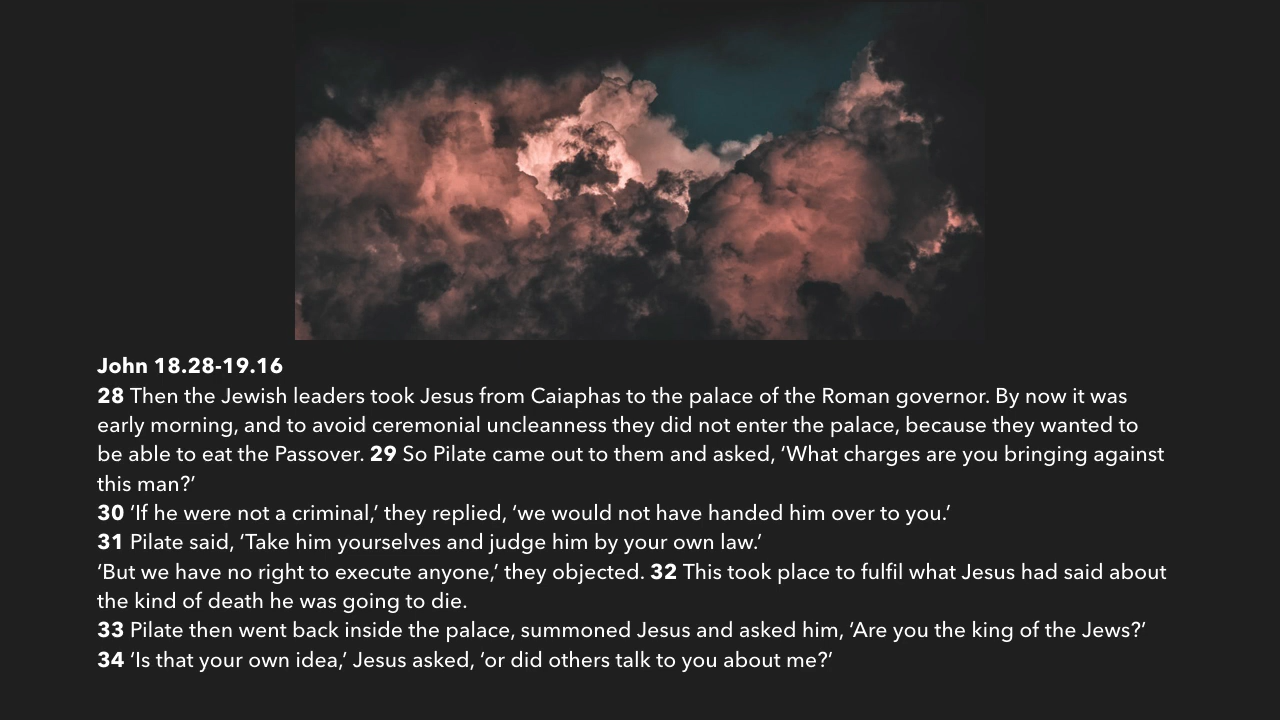 John 18.28-19.16
28 Then the Jewish leaders took Jesus from Caiaphas to the palace of the Roman governor. By now it was
early morning, and to avoid ceremonial uncleanness they did not enter the palace, because they wanted to
be able to eat the Passover. 29 So Pilate came out to them and asked, ‘What charges are you bringing against
this man?’
30 ‘If he were not a criminal,’ they replied, ‘we would not have handed him over to you.’
31 Pilate said, ‘Take him yourselves and judge him by your own law.’
‘But we have no right to execute anyone,’ they objected. 32 This took place to fulfil what Jesus had said about
the kind of death he was going to die.
33 Pilate then went back inside the palace, summoned Jesus and asked him, ‘Are you the king of the Jews?’
34 ‘Is that your own idea,’ Jesus asked, ‘or did others talk to you about me?’